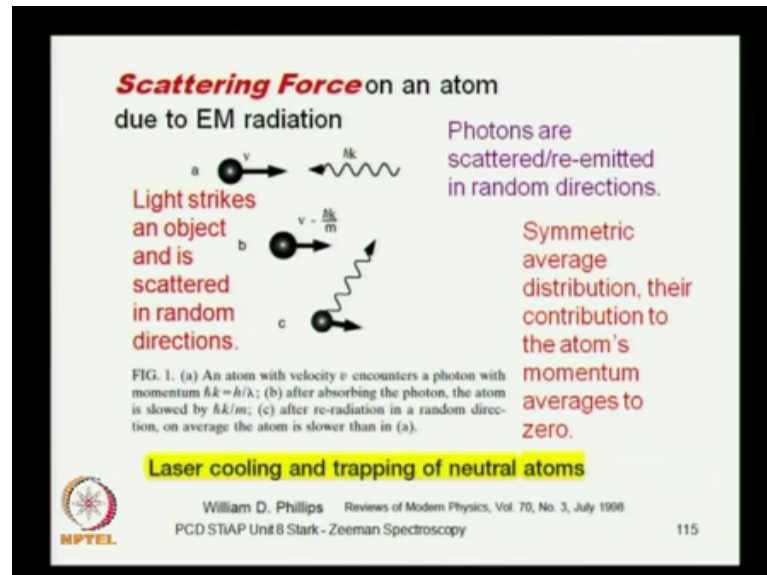 Scattering Force on an atom
due to EM radiation
Photons are
scattered/re-emitted
in random directions.
a v ħk
Light strikes
an object
and is
scattered
in random
directions.
b v - ħk/m
c
Symmetric
average
distribution, their
contribution to
the atom's
momentum
averages to
zero.
FIG. 1. (a) An atom with velocity v encounters a photon with
momentum ħk=h/λ; (b) after absorbing the photon, the atom
is slowed by ħk/m; (c) after re-radiation in a random direc-
tion, on average the atom is slower than in (a).
Laser cooling and trapping of neutral atoms
William D. Phillips Reviews of Modern Physics, Vol. 70, No. 3, July 1998
PCD STiAP Unit 8 Stark - Zeeman Spectroscopy 115
NPTEL